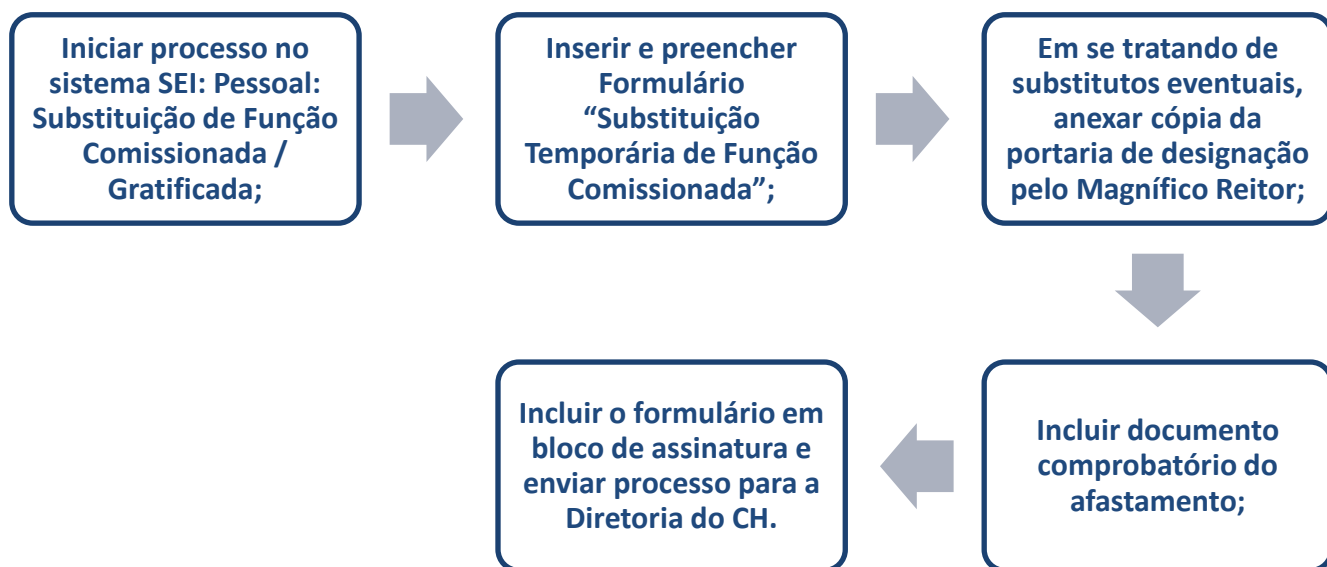 Iniciar processo no
sistema SEI: Pessoal:
Substituição de Função
Comissionada /
Gratificada;
Inserir e preencher
Formulário
“Substituição
Temporária de Função
Comissionada”;
Em se tratando de
substitutos eventuais,
anexar cópia da
portaria de designação
pelo Magnífico Reitor;
Incluir documento
comprobatório do
afastamento;
Incluir o formulário em
bloco de assinatura e
enviar processo para a
Diretoria do CH.